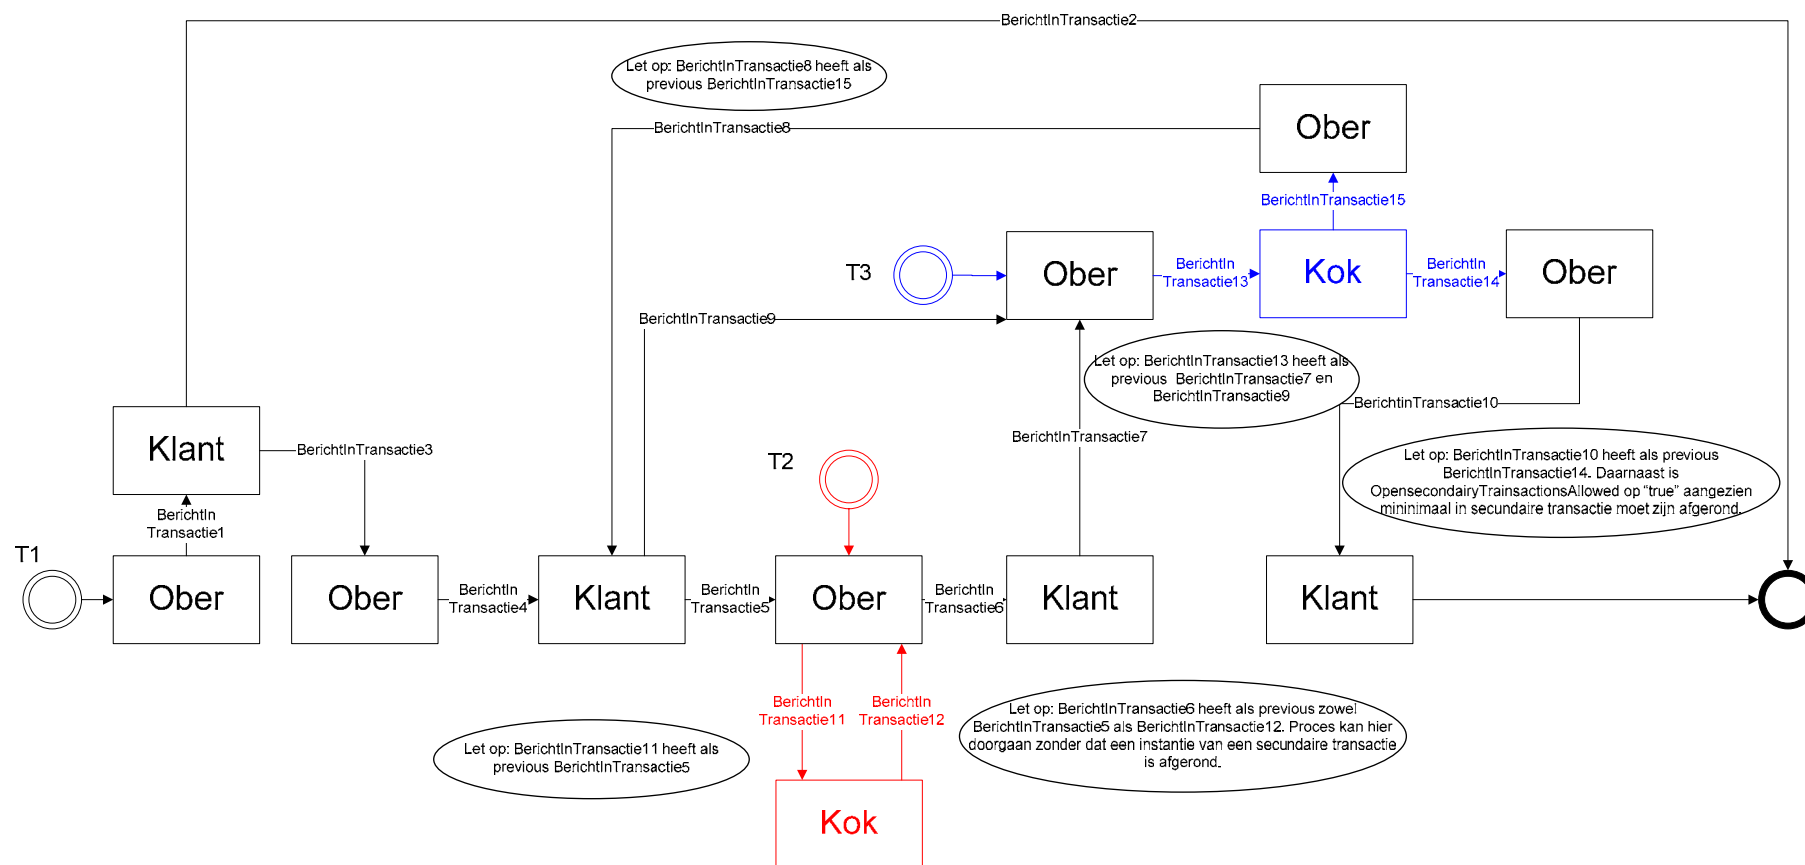 BerichtInTransactie2
Let op: BerichtInTransactie8 heeft als
previous BerichtInTransactie15
BerichtInTransactie8
Ober
BerichtInTransactie15
T3
Ober
BerichtIn
Transactie13
Kok
BerichtIn
Transactie14
Ober
BerichtInTransactie9
Let op: BerichtInTransactie13 heeft als
previous BerichtInTransactie7 en
BerichtInTransactie9
BerichtinTransactie10
Klant
BerichtInTransactie3
BerichtInTransactie7
T2
Let op: BerichtInTransactie10 heeft als previous
BerichtInTransactie14. Daarnaast is
OpensecondairyTrainsactionsAllowed op “true” aangezien
mininimaal in secundaire transactie moet zijn afgerond.
BerichtIn
Transactie1
T1
Ober
Ober
BerichtIn
Transactie4
Klant
BerichtIn
Transactie5
Ober
BerichtIn
Transactie6
Klant
Klant
BerichtIn
Transactie11
BerichtIn
Transactie12
Let op: BerichtInTransactie6 heeft als previous zowel
BerichtInTransactie5 als BerichtInTransactie12. Proces kan hier
doorgaan zonder dat een instantie van een secundaire transactie
is afgerond.
Let op: BerichtInTransactie11 heeft als
previous BerichtInTransactie5
Kok